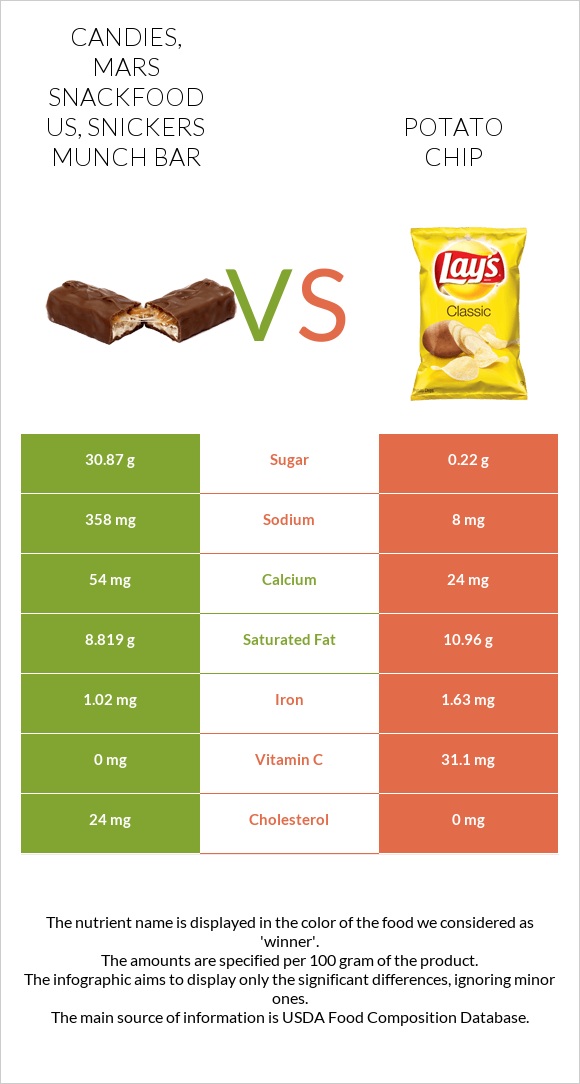 CANDIES,
MARS
SNACKFOOD
US, SNICKERS
MUNCH BAR
POTATO
CHIP
VS
Lay's
Classic
30.87 g Sugar 0.22 g
358 mg Sodium 8 mg
54 mg Calcium 24 mg
8.819 g Saturated Fat 10.96 g
1.02 mg Iron 1.63 mg
0 mg Vitamin C 31.1 mg
24 mg Cholesterol 0 mg
The nutrient name is displayed in the color of the food we considered as
'winner'.
The amounts are specified per 100 gram of the product.
The infographic aims to display only the significant differences, ignoring minor
ones.
The main source of information is USDA Food Composition Database.